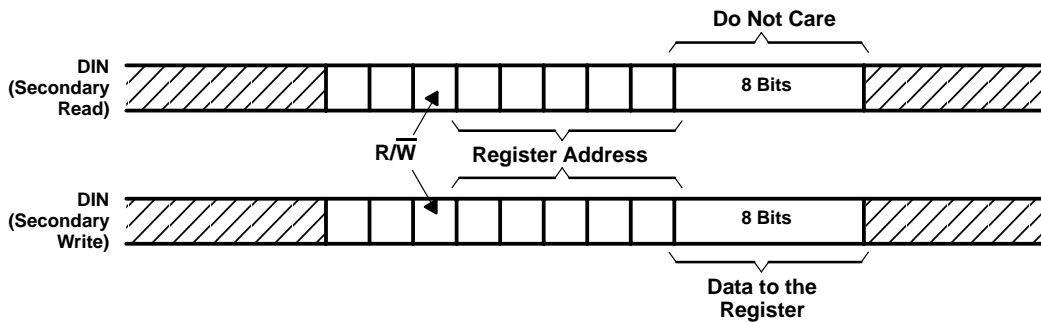 Do Not Care
DIN
(Secondary
Read)
8 Bits
R/W̅
Register Address
DIN
(Secondary
Write)
8 Bits
Data to the
Register